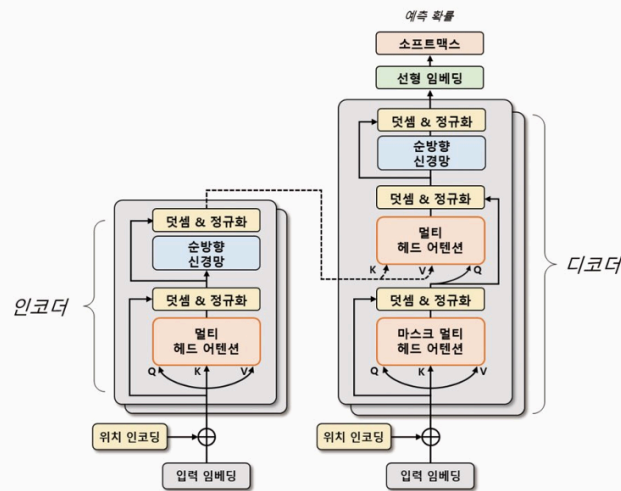 예측 확률
소프트맥스
선형 임베딩
덧셈 & 정규화
순방향
신경망
덧셈 & 정규화
멀티
헤드 어텐션
K
V
Q
덧셈 & 정규화
마스크 멀티
헤드 어텐션
Q
K
V
디코더
위치 인코딩
입력 임베딩
덧셈 & 정규화
순방향
신경망
덧셈 & 정규화
멀티
헤드 어텐션
Q
K
V
인코더
위치 인코딩
입력 임베딩